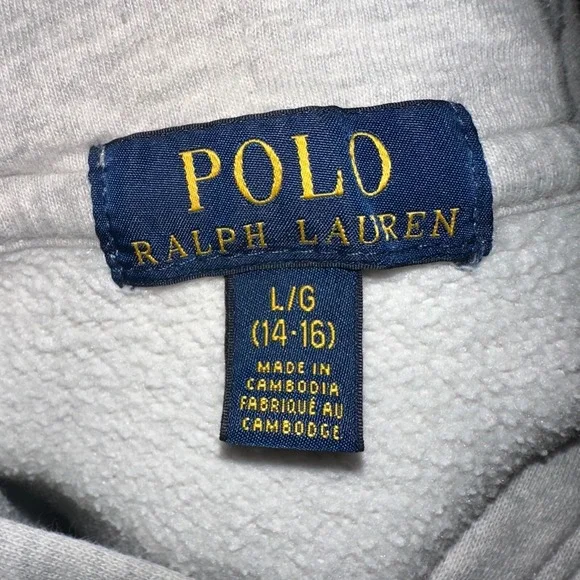 POLO
RALPH LAUREN
L/G
(14-16)
MADE IN
CAMBODIA
FABRIQUÉ AU
CAMBODGE